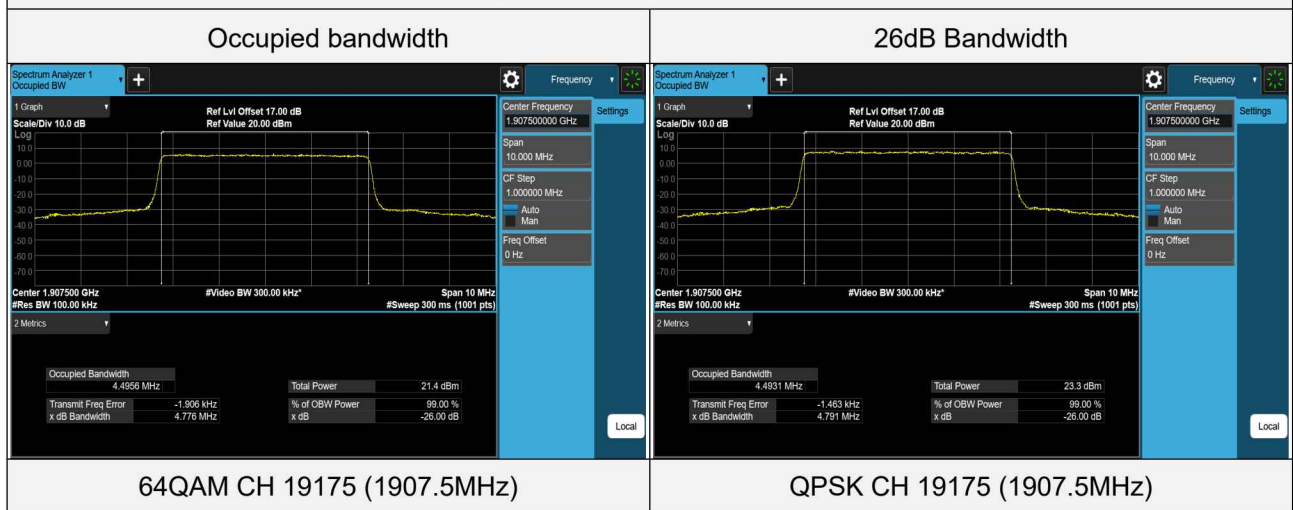 Occupied bandwidth
26dB Bandwidth
Spectrum Analyzer 1
Occupied BW
+
Frequency
1 Graph
Scale/Div 10.0 dB
Ref Lvl Offset 17.00 dB
Ref Value 20.00 dBm
Log
10.0
0.00
-10.0
-20.0
-30.0
-40.0
-50.0
-60.0
-70.0
Center 1.907500 GHz
#Res BW 100.00 kHz
#Video BW 300.00 kHz*
Span 10 MHz
#Sweep 300 ms (1001 pts)
Center Frequency
1.907500000 GHz
Settings
Span
10.000 MHz
CF Step
1.000000 MHz
Auto
Man
Freq Offset
0 Hz
2 Metrics
Occupied Bandwidth
4.4956 MHz
Total Power 21.4 dBm
Transmit Freq Error -1.906 kHz % of OBW Power 99.00 %
x dB Bandwidth 4.776 MHz x dB -26.00 dB
Local
Spectrum Analyzer 1
Occupied BW
+
Frequency
1 Graph
Scale/Div 10.0 dB
Ref Lvl Offset 17.00 dB
Ref Value 20.00 dBm
Log
10.0
0.00
-10.0
-20.0
-30.0
-40.0
-50.0
-60.0
-70.0
Center 1.907500 GHz
#Res BW 100.00 kHz
#Video BW 300.00 kHz*
Span 10 MHz
#Sweep 300 ms (1001 pts)
Center Frequency
1.907500000 GHz
Settings
Span
10.000 MHz
CF Step
1.000000 MHz
Auto
Man
Freq Offset
0 Hz
2 Metrics
Occupied Bandwidth
4.4931 MHz
Total Power 23.3 dBm
Transmit Freq Error -1.463 kHz % of OBW Power 99.00 %
x dB Bandwidth 4.791 MHz x dB -26.00 dB
Local
64QAM CH 19175 (1907.5MHz)
QPSK CH 19175 (1907.5MHz)